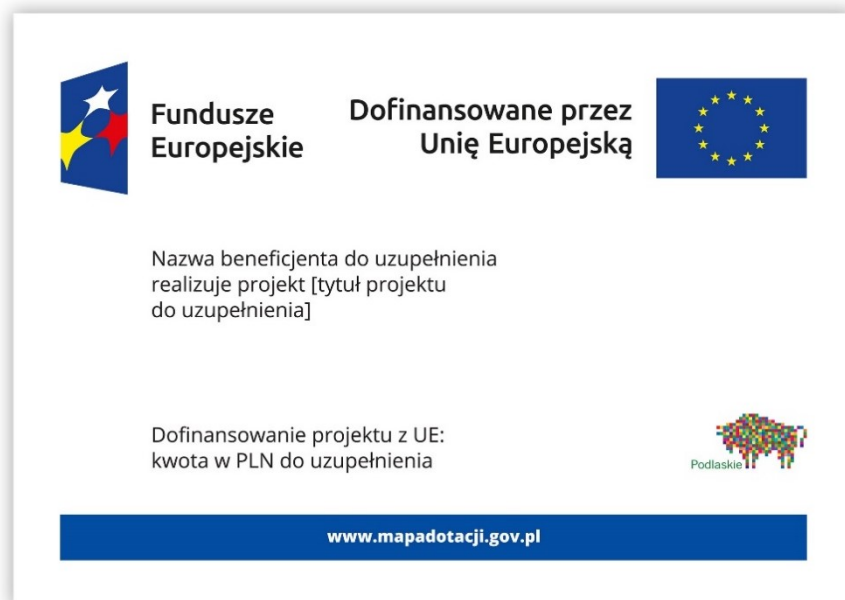 Fundusze
Europejskie
Dofinansowane przez
Unię Europejską
Nazwa beneficjenta do uzupełnienia
realizuje projekt [tytuł projektu
do uzupełnienia]
Dofinansowanie projektu z UE:
kwota w PLN do uzupełnienia
Podlaskie
www.mapadotacji.gov.pl